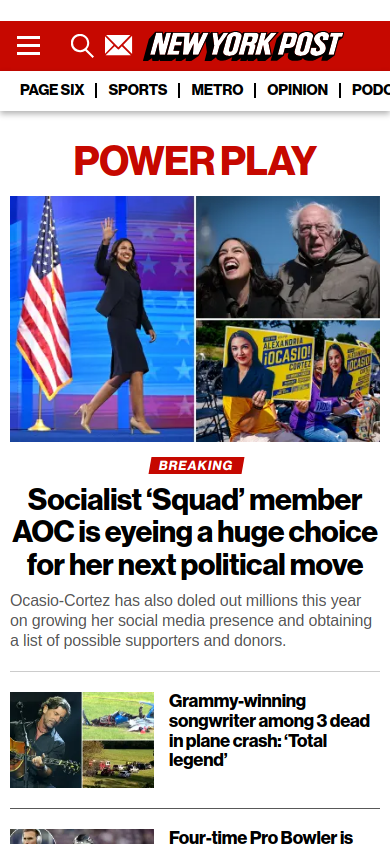 NEW YORK POST
PAGE SIX | SPORTS | METRO | OPINION | PODC
POWER PLAY
ALEXANDRIA
¡OCASIO!
CORTEZ
¡OCASIO!
BREAKING
Socialist ‘Squad’ member
AOC is eyeing a huge choice
for her next political move
Ocasio-Cortez has also doled out millions this year
on growing her social media presence and obtaining
a list of possible supporters and donors.
Grammy-winning
songwriter among 3 dead
in plane crash: ‘Total
legend’
Four-time Pro Bowler is